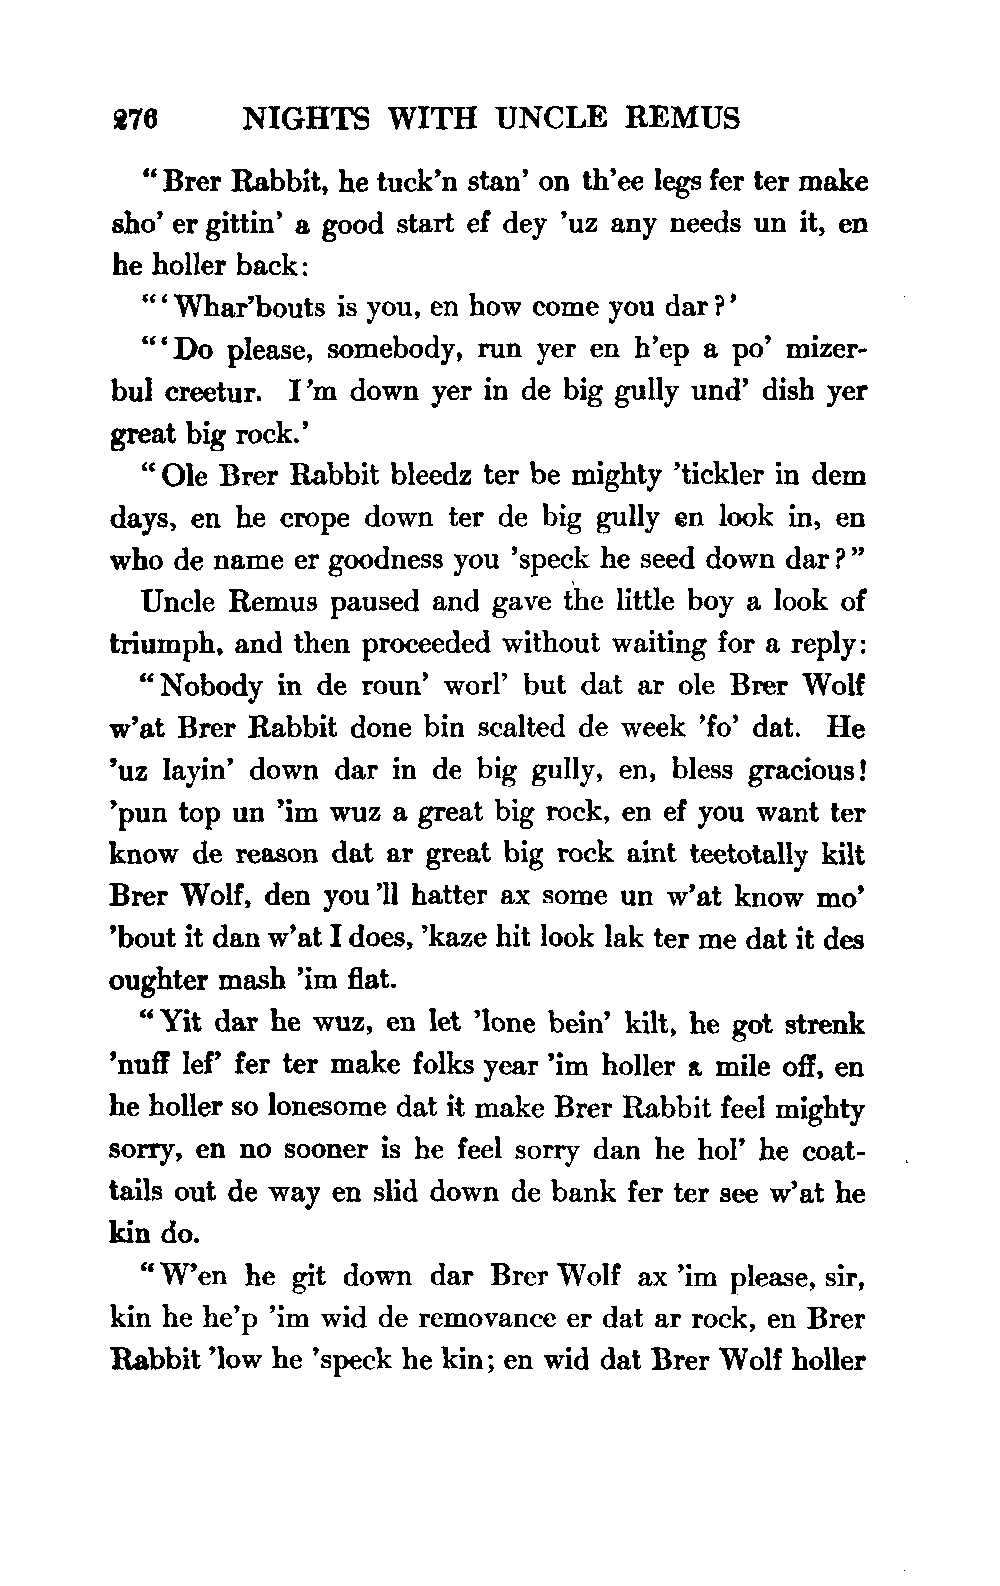 276 NIGHTS WITH UNCLE REMUS
“Brer Rabbit, he tuck’n stan’ on th’ee legs fer ter make
sho’ er gittin’ a good start ef dey ’uz any needs un it, en
he holler back:
“‘Whar’bouts is you, en how come you dar?’
“‘Do please, somebody, run yer en h’ep a po’ mizer-
bul creetur. I’m down yer in de big gully und’ dish yer
great big rock.’
“Ole Brer Rabbit bleedz ter be mighty ’tickler in dem
days, en he crope down ter de big gully en look in, en
who de name er goodness you ’speck he seed down dar?”
Uncle Remus paused and gave the little boy a look of
triumph, and then proceeded without waiting for a reply:
“Nobody in de roun’ worl’ but dat ar ole Brer Wolf
w’at Brer Rabbit done bin scalted de week ’fo’ dat. He
’uz layin’ down dar in de big gully, en, bless gracious!
’pun top un ’im wuz a great big rock, en ef you want ter
know de reason dat ar great big rock aint teetotally kilt
Brer Wolf, den you’ll hatter ax some un w’at know mo’
’bout it dan w’at I does, ’kaze hit look lak ter me dat it des
oughter mash ’im flat.
“Yit dar he wuz, en let ’lone bein’ kilt, he got strenk
’nuff lef’ fer ter make folks year ’im holler a mile off, en
he holler so lonesome dat it make Brer Rabbit feel mighty
sorry, en no sooner is he feel sorry dan he hol’ he coat-
tails out de way en slid down de bank fer ter see w’at he
kin do.
“W’en he git down dar Brer Wolf ax ’im please, sir,
kin he he’p ’im wid de removance er dat ar rock, en Brer
Rabbit ’low he ’speck he kin; en wid dat Brer Wolf holler